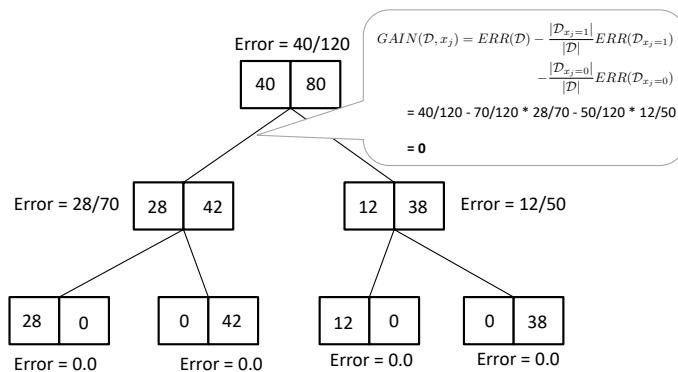 Error = 40/120
40 80
GAIN(𝒟, x_j) = ERR(𝒟) − |𝒟_{x_j=1}|/|𝒟| ERR(𝒟_{x_j=1})
− |𝒟_{x_j=0}|/|𝒟| ERR(𝒟_{x_j=0})
= 40/120 - 70/120 * 28/70 - 50/120 * 12/50
= 0
Error = 28/70
28 42
12 38
Error = 12/50
28 0
0 42
12 0
0 38
Error = 0.0
Error = 0.0
Error = 0.0
Error = 0.0